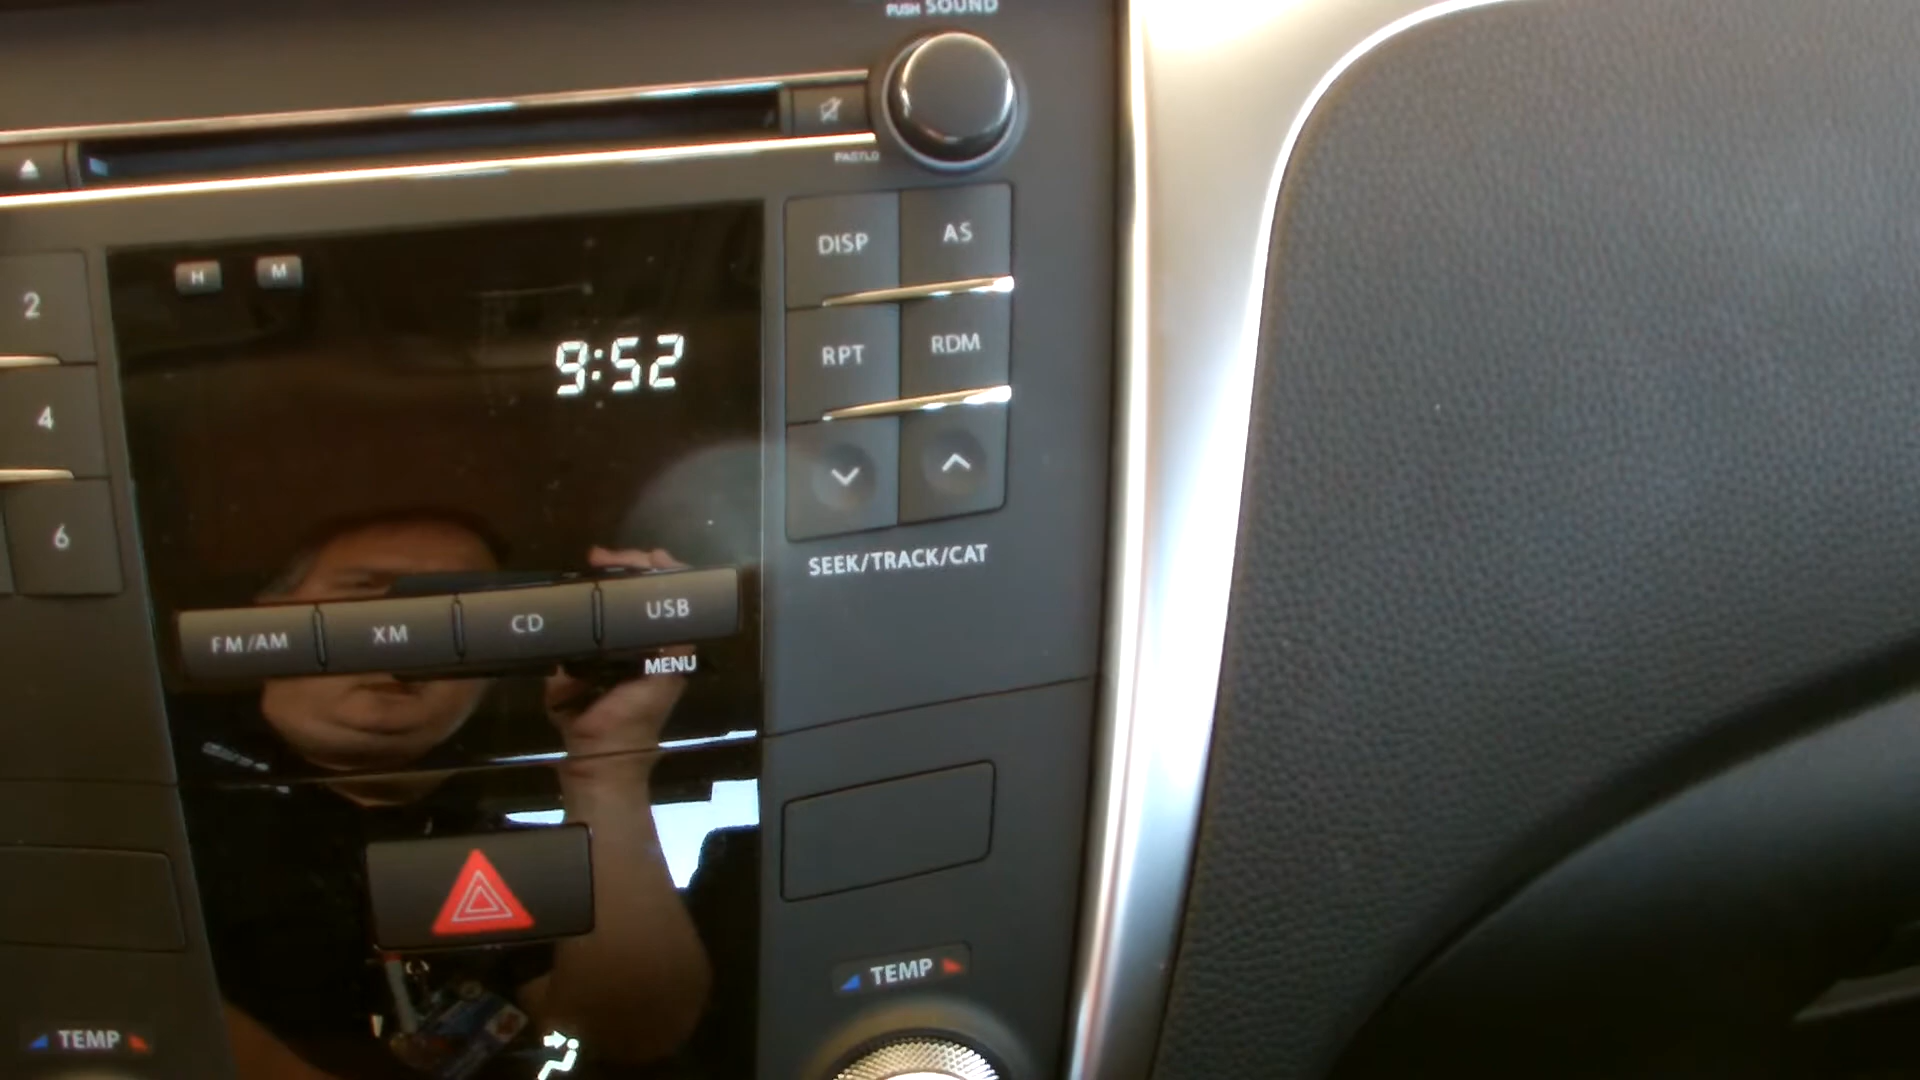 PUSH SOUND
DISP AS
H M
2
9:52
RPT RDM
4
6
SEEK/TRACK/CAT
FM/AM XM CD USB
MENU
TEMP
TEMP